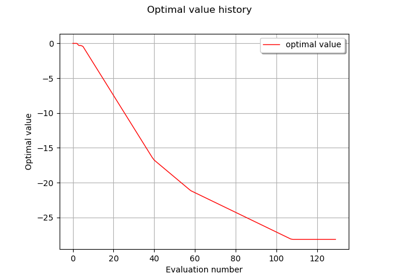 Optimal value history
optimal value
0
−5
−10
−15
−20
−25
Optimal value
0 20 40 60 80 100 120
Evaluation number